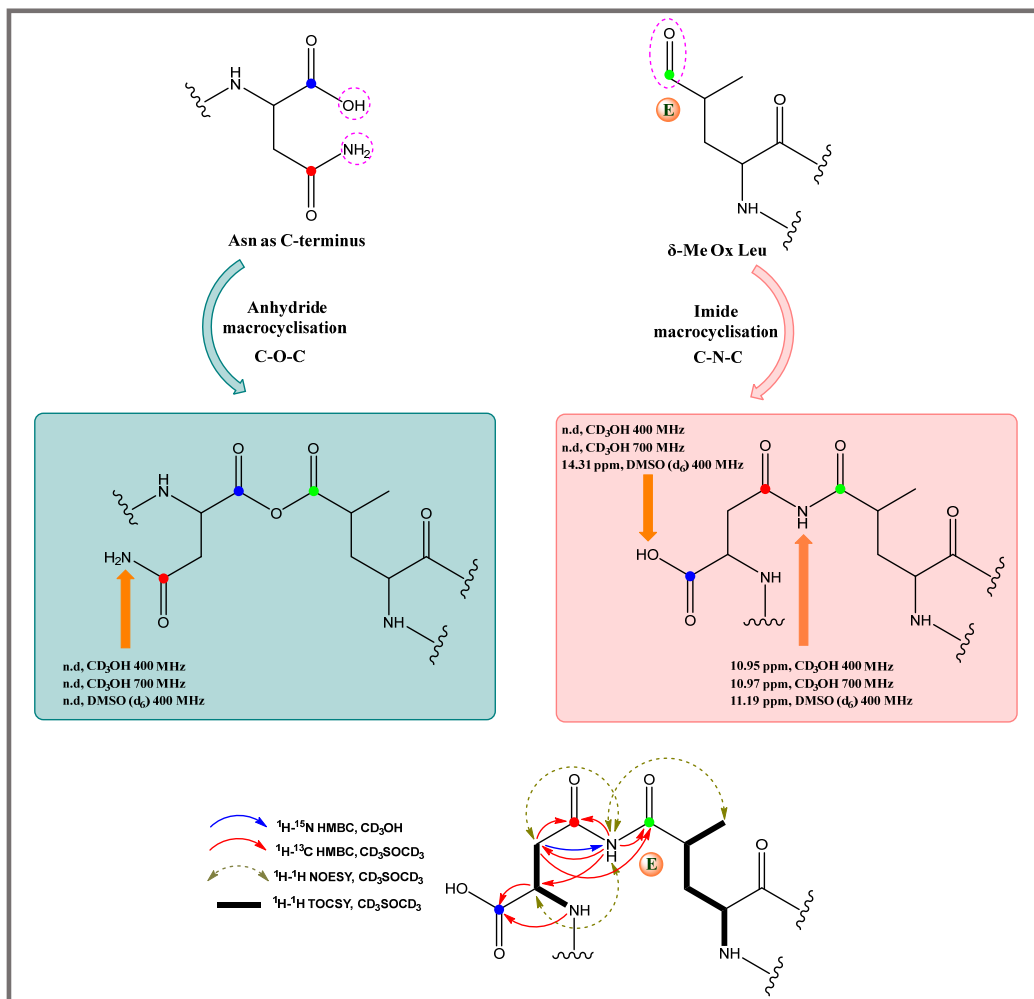 O
H
N
OH
NH₂
O
Asn as C-terminus
O
E
O
NH
δ-Me Ox Leu
Anhydride
macrocyclisation
C-O-C
Imide
macrocyclisation
C-N-C
H
N
O
O
O
O
H₂N
O
NH
n.d, CD₃OH 400 MHz
n.d, CD₃OH 700 MHz
n.d, DMSO (d₆) 400 MHz
n.d, CD₃OH 400 MHz
n.d, CD₃OH 700 MHz
14.31 ppm, DMSO (d₆) 400 MHz
O
O
N
H
O
HO
O
NH
NH
10.95 ppm, CD₃OH 400 MHz
10.97 ppm, CD₃OH 700 MHz
11.19 ppm, DMSO (d₆) 400 MHz
¹H-¹⁵N HMBC, CD₃OH
¹H-¹³C HMBC, CD₃SOCD₃
¹H-¹H NOESY, CD₃SOCD₃
¹H-¹H TOCSY, CD₃SOCD₃
O
O
N
H
E
O
HO
O
NH
NH